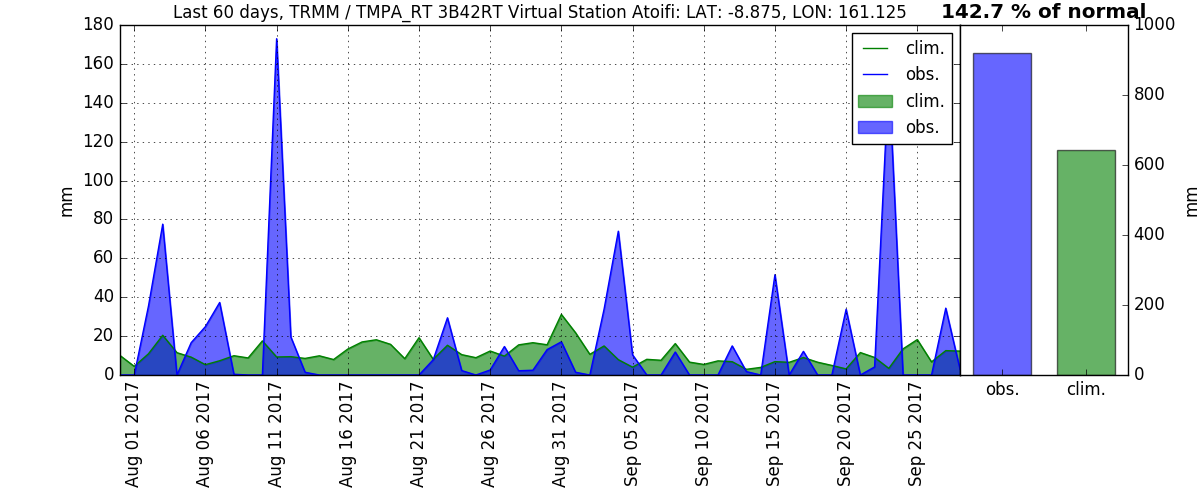 Last 60 days, TRMM / TMPA_RT 3B42RT Virtual Station Atoifi: LAT: -8.875, LON: 161.125
142.7 % of normal
180
160
140
120
100
80
60
40
20
0
mm
clim.
obs.
clim.
obs.
Aug 01 2017
Aug 06 2017
Aug 11 2017
Aug 16 2017
Aug 21 2017
Aug 26 2017
Aug 31 2017
Sep 05 2017
Sep 10 2017
Sep 15 2017
Sep 20 2017
Sep 25 2017
1000
800
600
400
200
0
mm
obs.
clim.